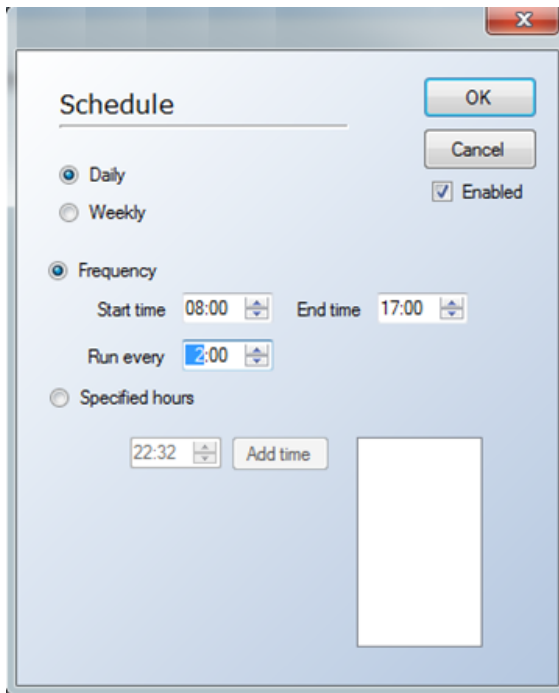 Schedule
OK
Cancel
Enabled
Daily
Weekly
Frequency
Start time 08:00 End time 17:00
Run every 2:00
Specified hours
22:32 Add time